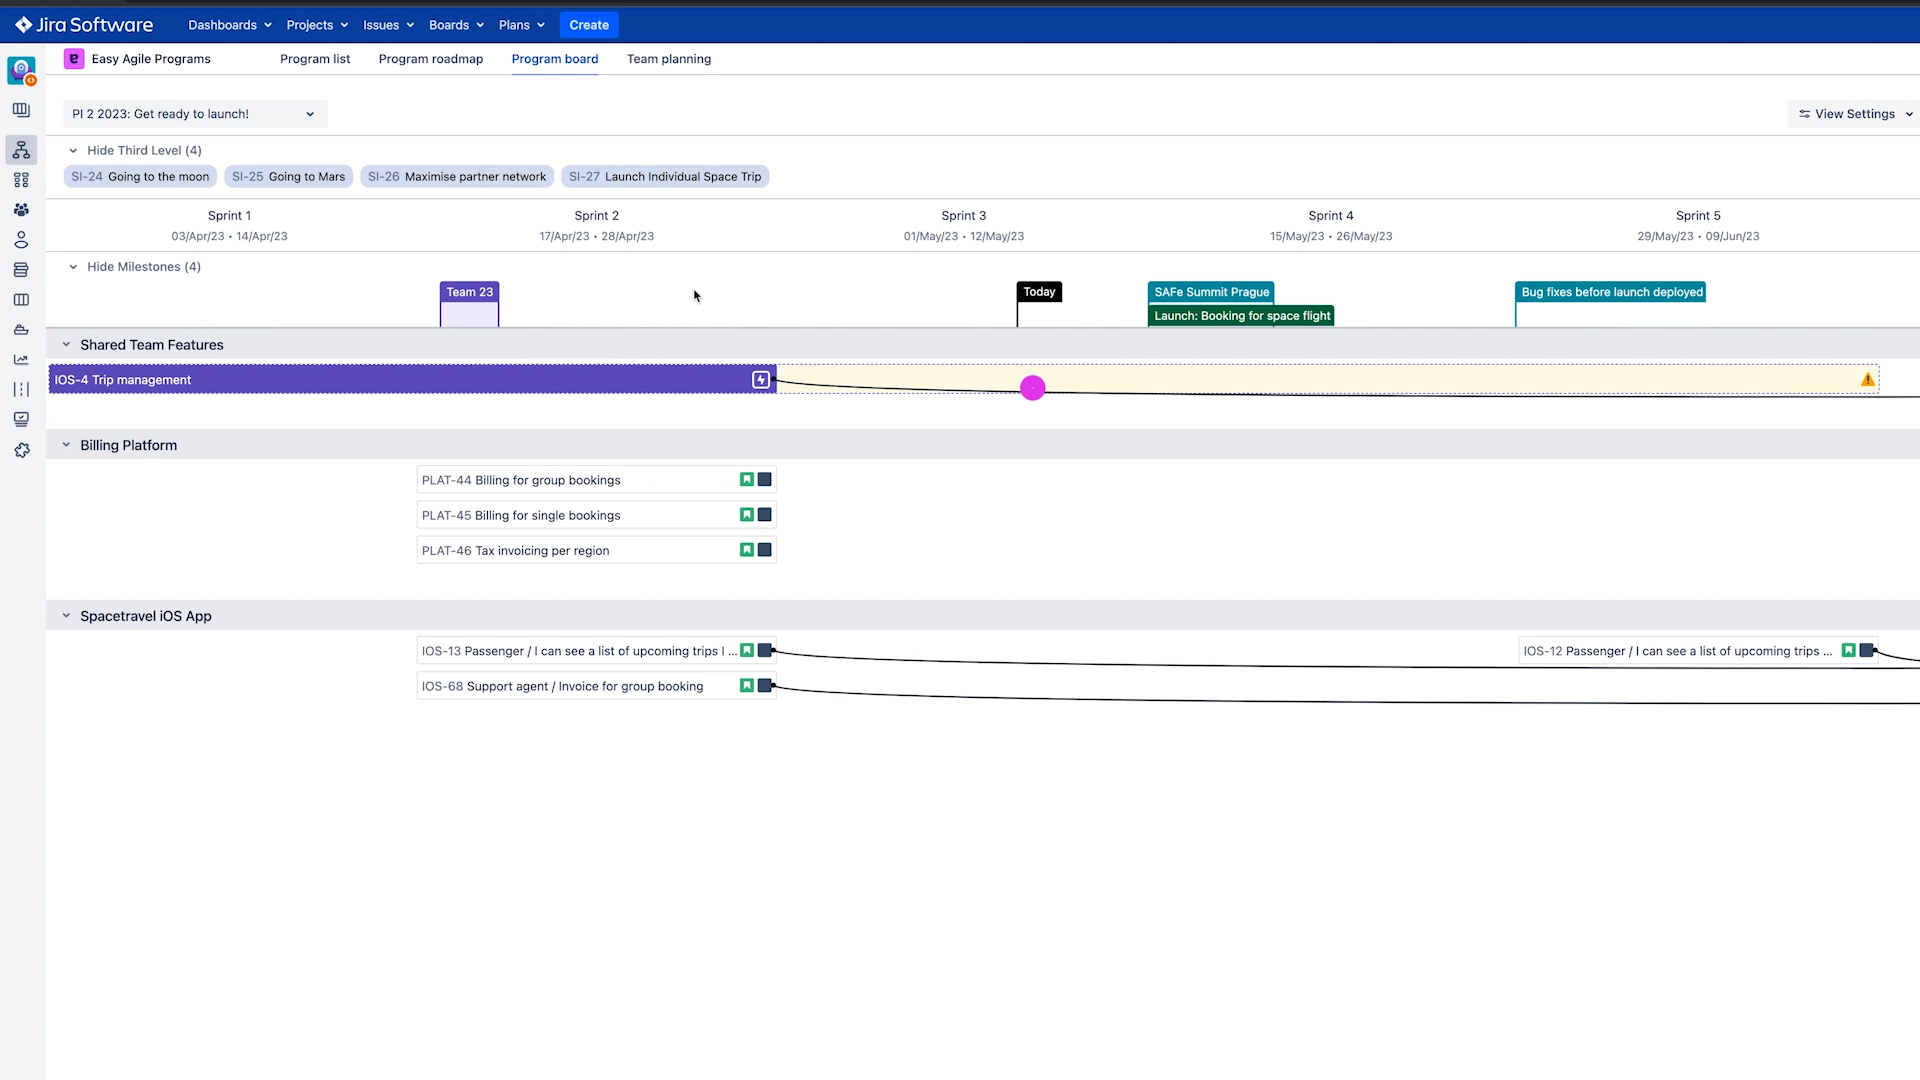 Jira Software Dashboards Projects Issues Boards Plans Create
Easy Agile Programs Program list Program roadmap Program board Team planning
PI 2 2023: Get ready to launch! View Settings
Hide Third Level (4)
SI-24 Going to the moon SI-25 Going to Mars SI-26 Maximise partner network SI-27 Launch Individual Space Trip
Sprint 1 Sprint 2 Sprint 3 Sprint 4 Sprint 5
03/Apr/23 • 14/Apr/23 17/Apr/23 • 28/Apr/23 01/May/23 • 12/May/23 15/May/23 • 26/May/23 29/May/23 • 09/Jun/23
Hide Milestones (4)
Team 23 Today SAFe Summit Prague Bug fixes before launch deployed
Launch: Booking for space flight
Shared Team Features
IOS-4 Trip management
Billing Platform
PLAT-44 Billing for group bookings
PLAT-45 Billing for single bookings
PLAT-46 Tax invoicing per region
Spacetravel iOS App
IOS-13 Passenger / I can see a list of upcoming trips I ... IOS-12 Passenger / I can see a list of upcoming trips ...
IOS-68 Support agent / Invoice for group booking